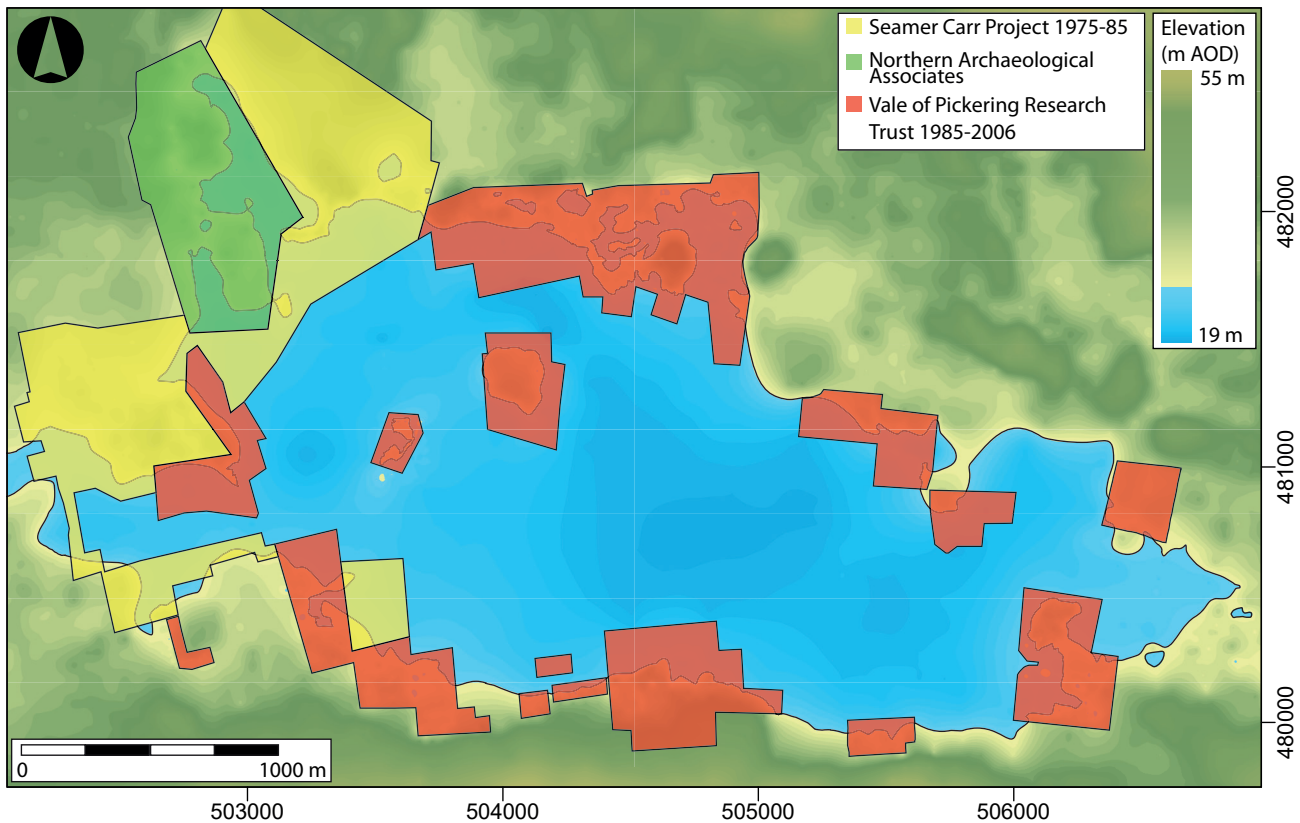 Seamer Carr Project 1975-85
Northern Archaeological
Associates
Vale of Pickering Research
Trust 1985-2006
Elevation
(m AOD)
55 m
19 m
482000
481000
480000
0
1000 m
503000
504000
505000
506000